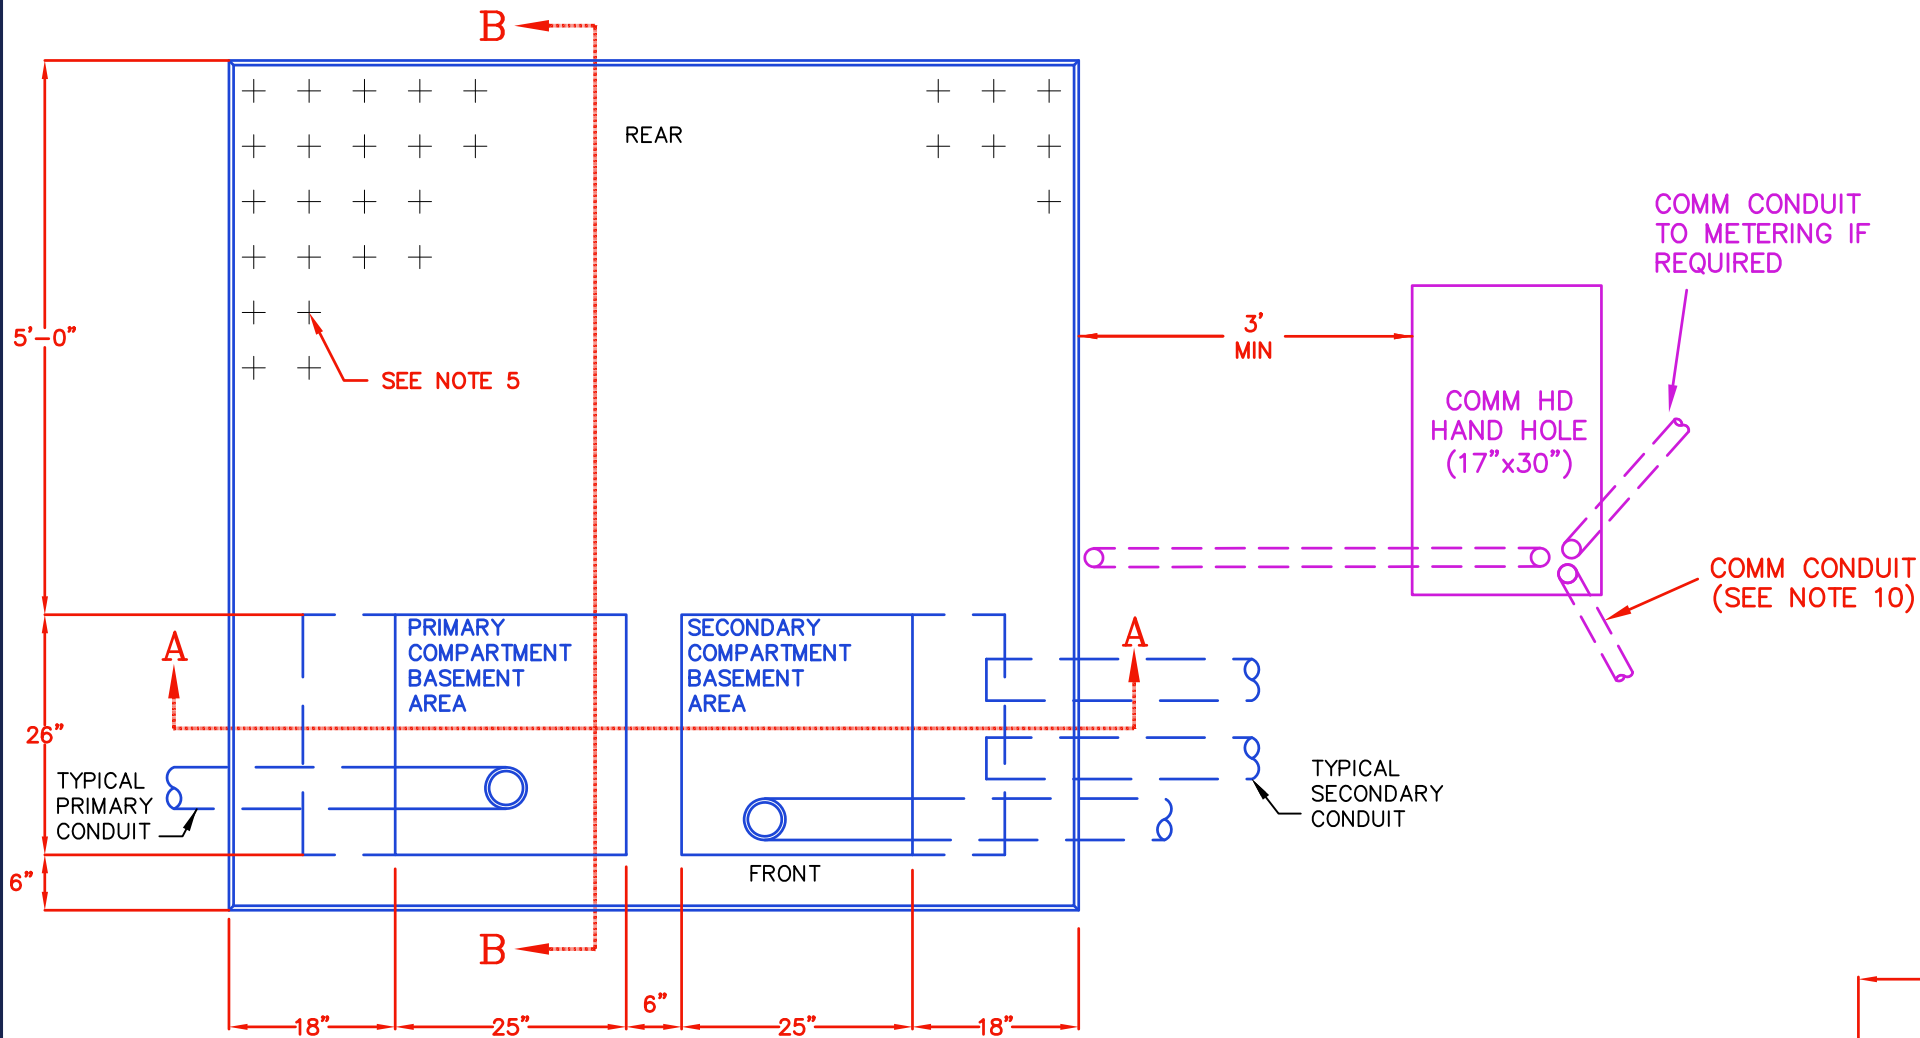 B
REAR
COMM CONDUIT
TO METERING IF
REQUIRED
5'-0"
3'
MIN
SEE NOTE 5
COMM HD
HAND HOLE
(17"x30")
COMM CONDUIT
(SEE NOTE 10)
A
PRIMARY
COMPARTMENT
BASEMENT
AREA
SECONDARY
COMPARTMENT
BASEMENT
AREA
A
26"
TYPICAL
PRIMARY
CONDUIT
TYPICAL
SECONDARY
CONDUIT
6"
FRONT
B
18"
25"
6"
25"
18"